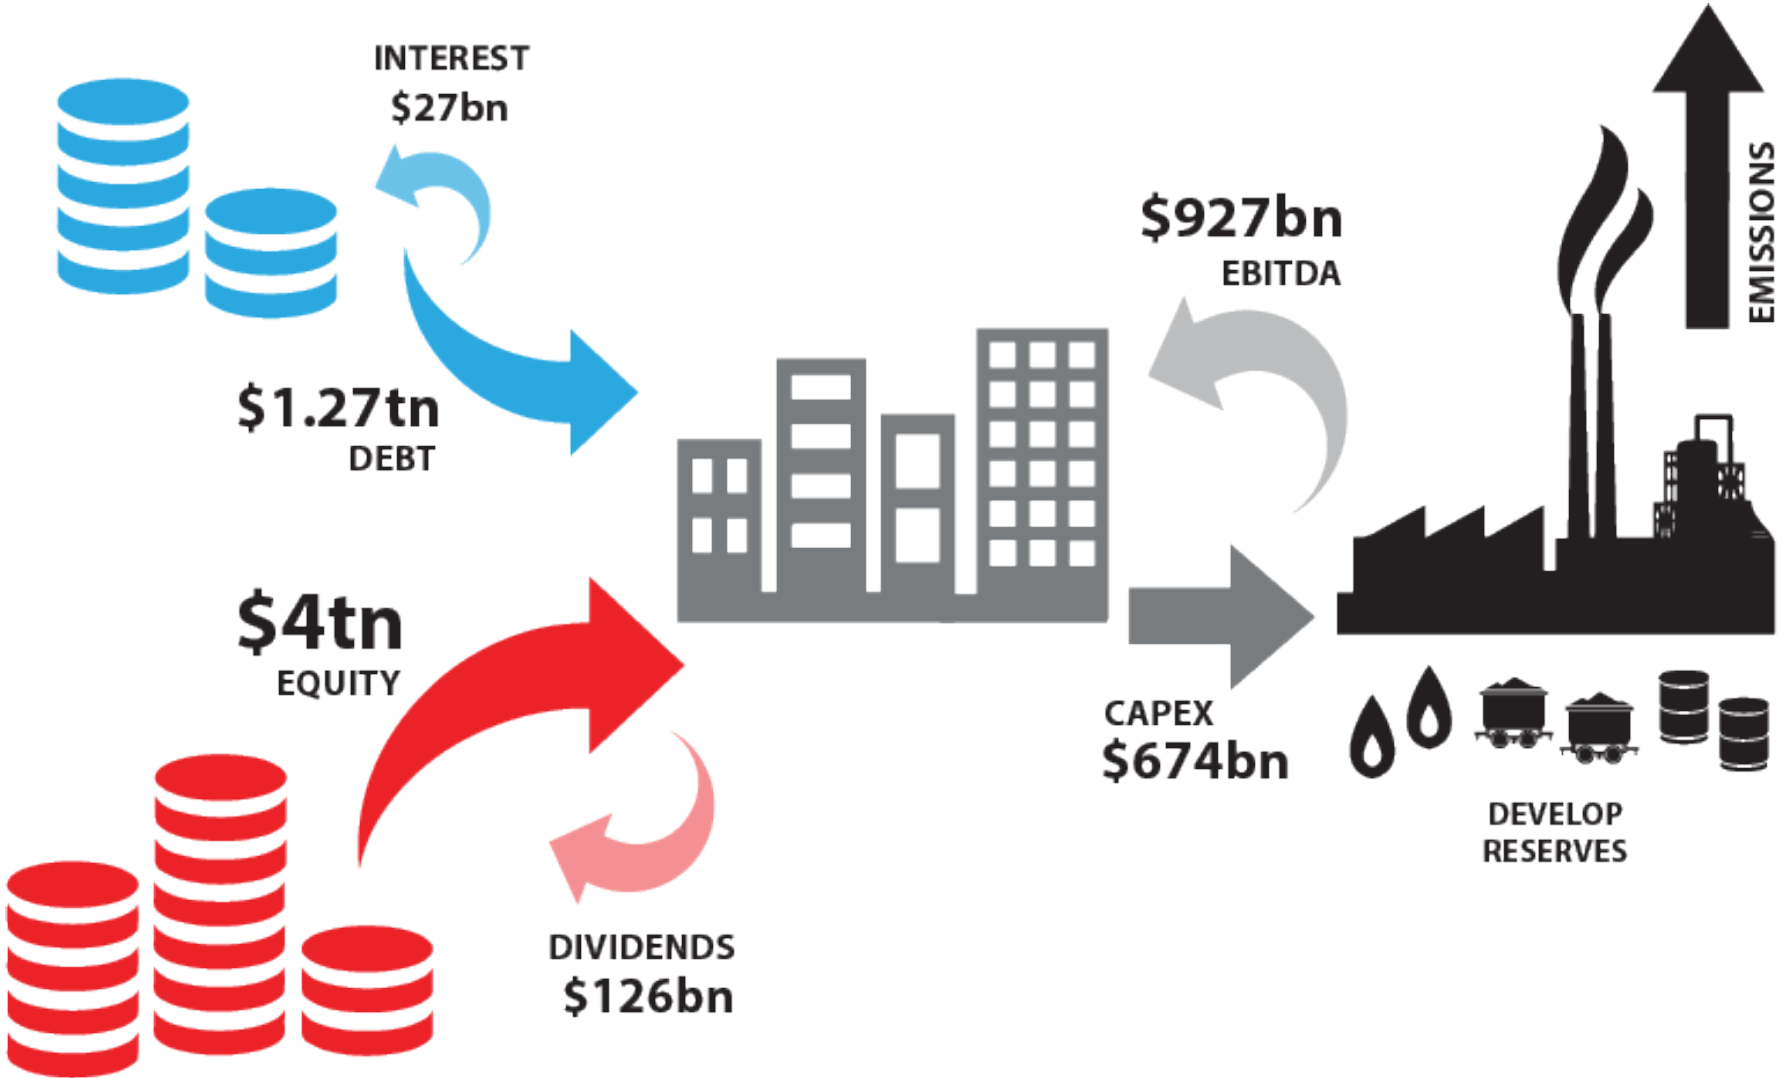 INTEREST
$27bn
$1.27tn
DEBT
$4tn
EQUITY
DIVIDENDS
$126bn
$927bn
EBITDA
CAPEX
$674bn
EMISSIONS
DEVELOP
RESERVES